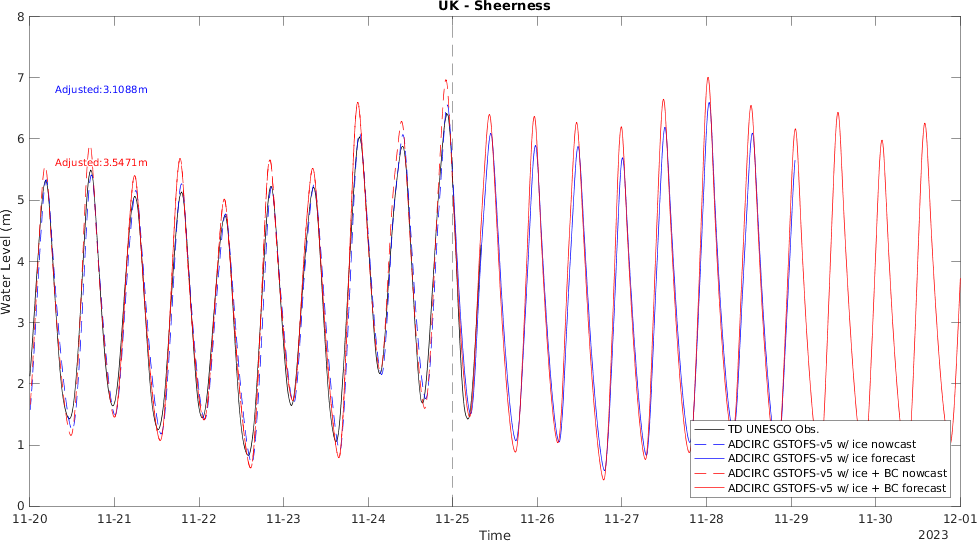 UK - Sheerness
8
7
6
5
4
3
2
1
0
Water Level (m)
Adjusted:3.1088m
Adjusted:3.5471m
TD UNESCO Obs.
ADCIRC GSTOFS-v5 w/ ice nowcast
ADCIRC GSTOFS-v5 w/ ice forecast
ADCIRC GSTOFS-v5 w/ ice + BC nowcast
ADCIRC GSTOFS-v5 w/ ice + BC forecast
11-20 11-21 11-22 11-23 11-24 11-25 11-26 11-27 11-28 11-29 11-30 12-01
Time
2023